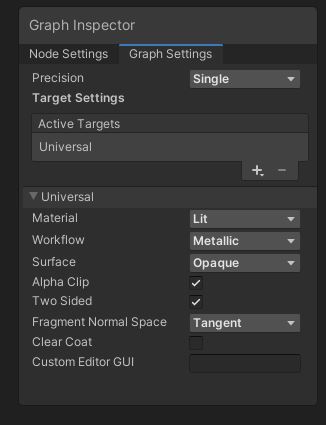 Graph Inspector
Node Settings Graph Settings
Precision Single
Target Settings
Active Targets
Universal
+ −
Universal
Material Lit
Workflow Metallic
Surface Opaque
Alpha Clip
Two Sided
Fragment Normal Space Tangent
Clear Coat
Custom Editor GUI